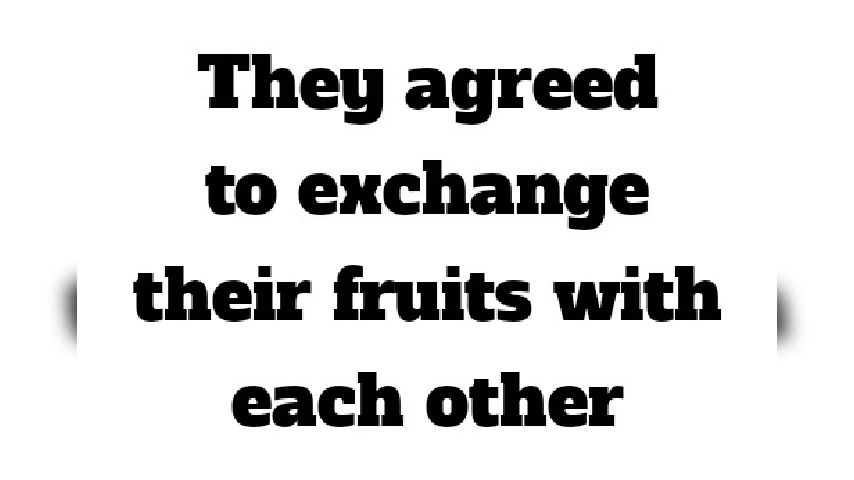 They agreed
to exchange
their fruits with
each other